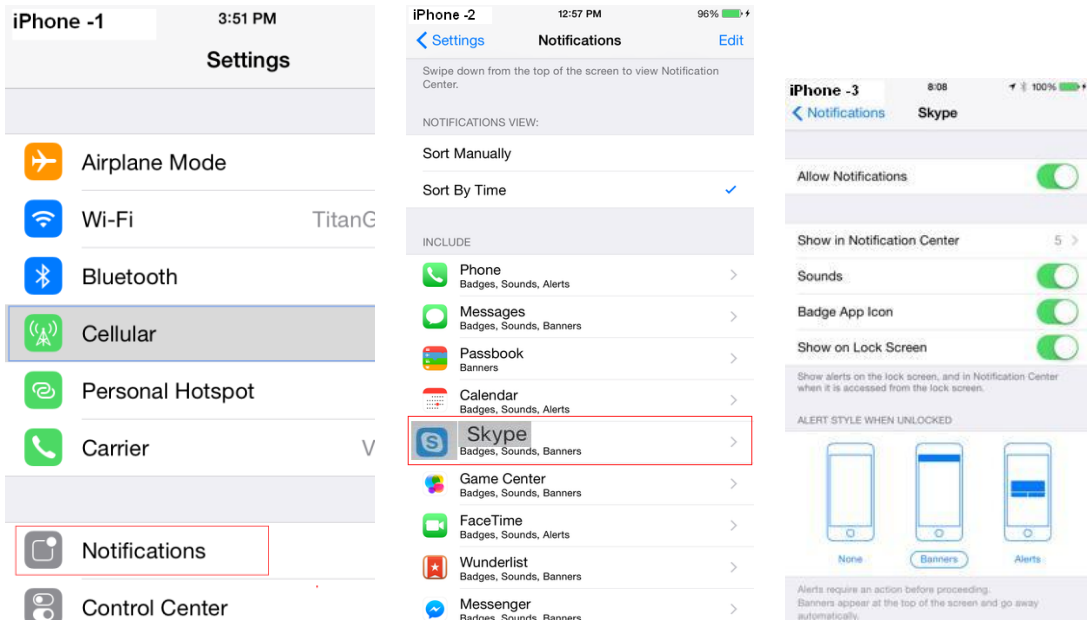 iPhone -1
3:51 PM
Settings
Airplane Mode
Wi-Fi TitanG
Bluetooth
Cellular
Personal Hotspot
Carrier V
Notifications
Control Center
iPhone -2 12:57 PM 96%
Settings Notifications Edit
Swipe down from the top of the screen to view Notification
Center.
NOTIFICATIONS VIEW:
Sort Manually
Sort By Time
INCLUDE
Phone
Badges, Sounds, Alerts
Messages
Badges, Sounds, Banners
Passbook
Banners
Calendar
Badges, Sounds, Alerts
Skype
Badges, Sounds, Banners
Game Center
Badges, Sounds, Banners
FaceTime
Badges, Sounds, Alerts
Wunderlist
Badges, Sounds, Banners
Messenger
Badges, Sounds, Banners
iPhone -3 8:08 100%
Notifications Skype
Allow Notifications
Show in Notification Center 5
Sounds
Badge App Icon
Show on Lock Screen
Show alerts on the lock screen, and in Notification Center
when it is accessed from the lock screen.
ALERT STYLE WHEN UNLOCKED
None Banners Alerts
Alerts require an action before proceeding.
Banners appear at the top of the screen and go away
automatically.